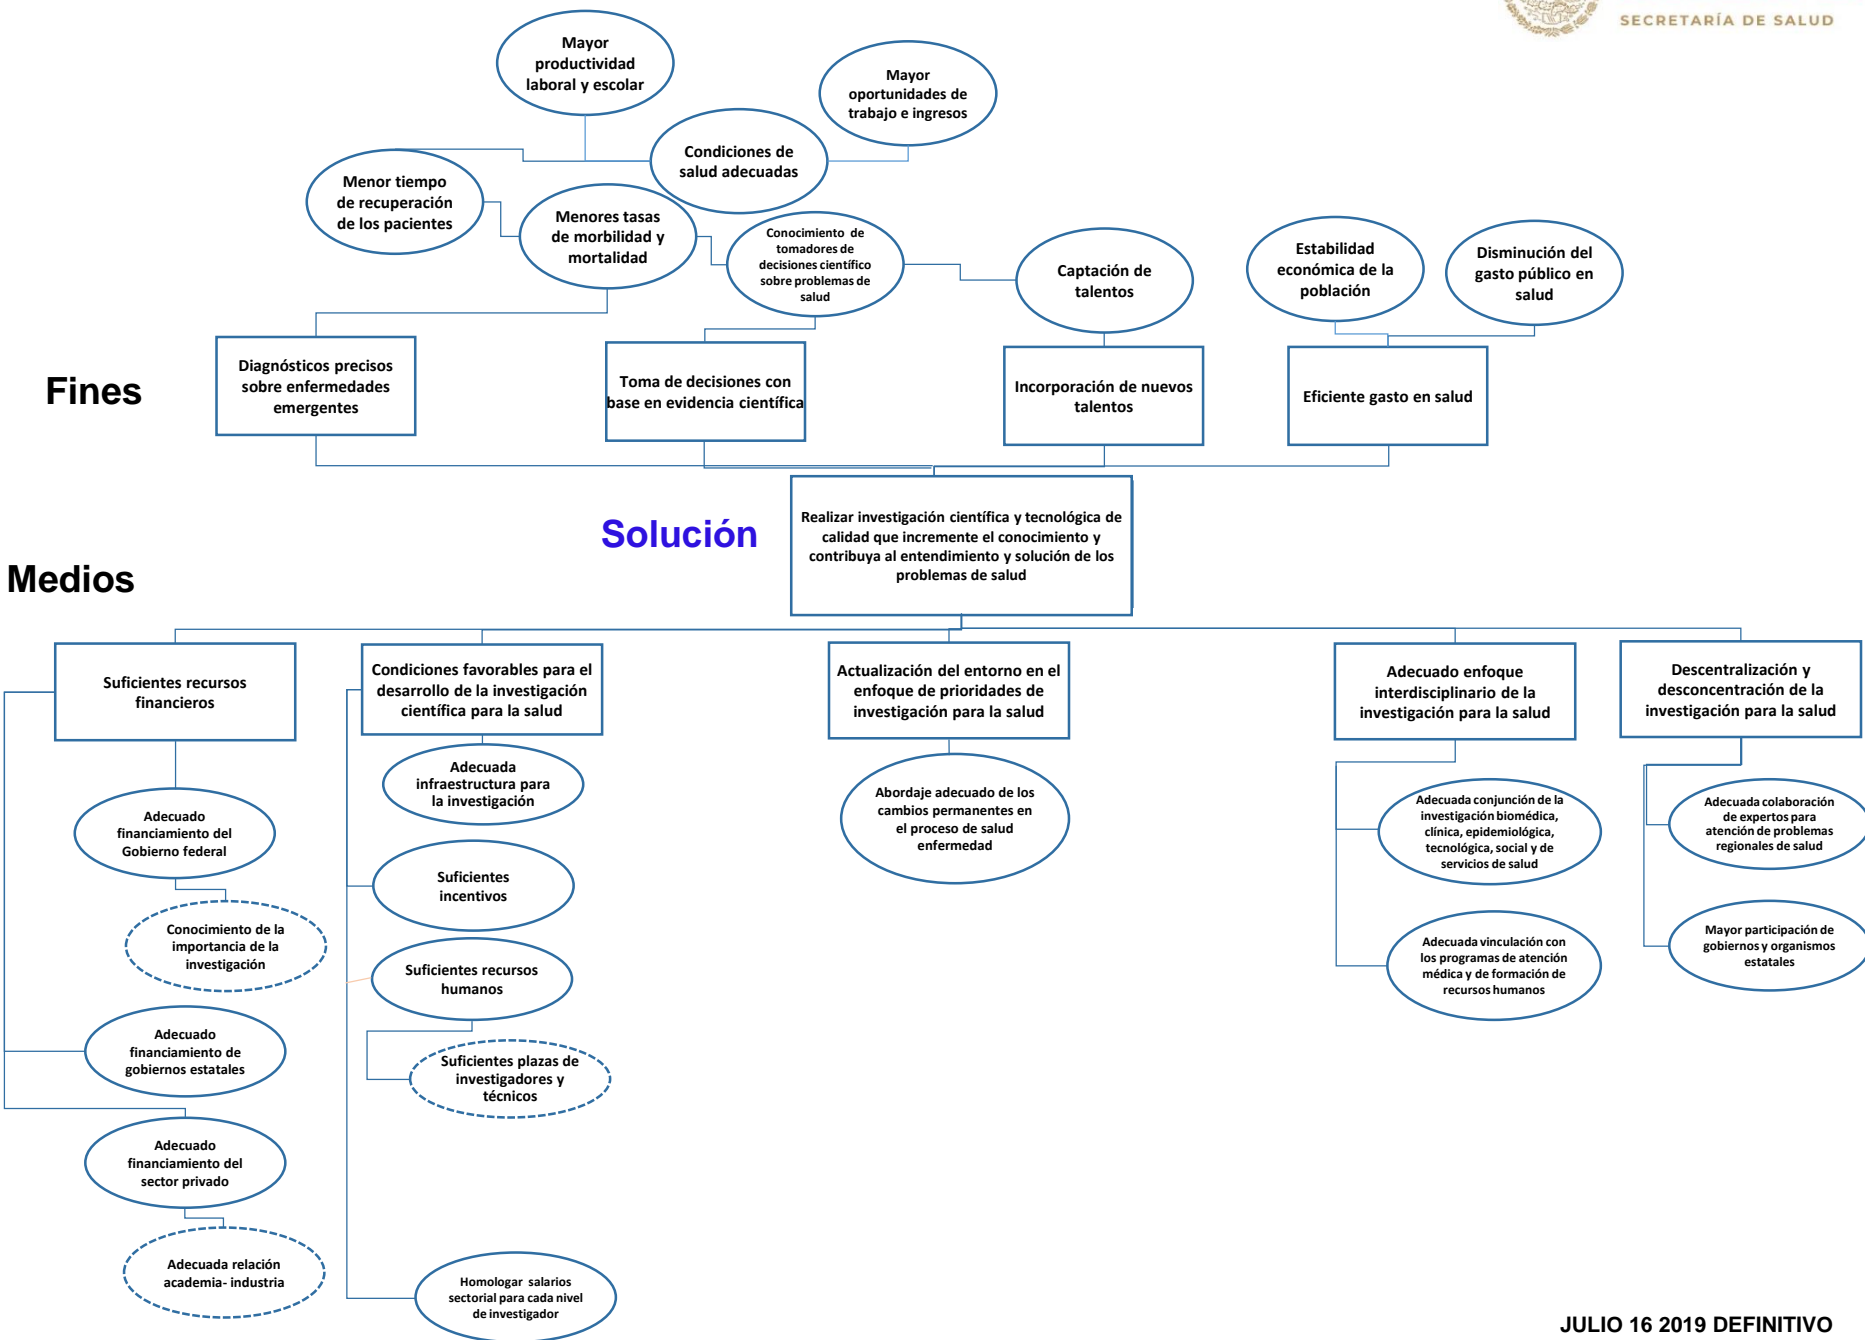 SECRETARÍA DE SALUD
Mayor
productividad
laboral y escolar
Mayor
oportunidades de
trabajo e ingresos
Condiciones de
salud adecuadas
Menor tiempo
de recuperación
de los pacientes
Menores tasas
de morbilidad y
mortalidad
Conocimiento de
tomadores de
decisiones científico
sobre problemas de
salud
Captación de
talentos
Estabilidad
económica de la
población
Disminución del
gasto público en
salud
Fines
Diagnósticos precisos
sobre enfermedades
emergentes
Toma de decisiones con
base en evidencia científica
Incorporación de nuevos
talentos
Eficiente gasto en salud
Solución
Realizar investigación científica y tecnológica de
calidad que incremente el conocimiento y
contribuya al entendimiento y solución de los
problemas de salud
Medios
Suficientes recursos
financieros
Condiciones favorables para el
desarrollo de la investigación
científica para la salud
Actualización del entorno en el
enfoque de prioridades de
investigación para la salud
Adecuado enfoque
interdisciplinario de la
investigación para la salud
Descentralización y
desconcentración de la
investigación para la salud
Adecuado
financiamiento del
Gobierno federal
Conocimiento de la
importancia de la
investigación
Adecuado
financiamiento de
gobiernos estatales
Adecuado
financiamiento del
sector privado
Adecuada relación
academia- industria
Adecuada
infraestructura para
la investigación
Suficientes
incentivos
Suficientes recursos
humanos
Suficientes plazas de
investigadores y
técnicos
Homologar salarios
sectorial para cada nivel
de investigador
Abordaje adecuado de los
cambios permanentes en
el proceso de salud
enfermedad
Adecuada conjunción de la
investigación biomédica,
clínica, epidemiológica,
tecnológica, social y de
servicios de salud
Adecuada vinculación con
los programas de atención
médica y de formación de
recursos humanos
Adecuada colaboración
de expertos para
atención de problemas
regionales de salud
Mayor participación de
gobiernos y organismos
estatales
JULIO 16 2019 DEFINITIVO